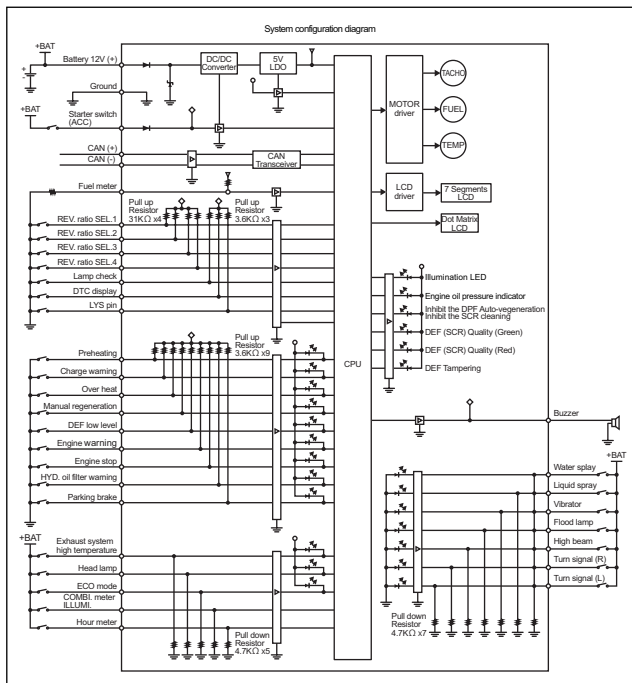 System configuration diagram
+BAT
Battery 12V (+)
+
-
DC/DC
Converter
5V
LDO
Ground
+BAT
Starter switch
(ACC)
CAN (+)
CAN (-)
CAN
Transceiver
Fuel meter
Pull up
Resistor
31KΩ x4
Pull up
Resistor
3.6KΩ x3
REV. ratio SEL.1
REV. ratio SEL.2
REV. ratio SEL.3
REV. ratio SEL.4
Lamp check
DTC display
LYS pin
Pull up
Resistor
3.6KΩ x9
Preheating
Charge warning
Over heat
Manual regeneration
DEF low level
Engine warning
Engine stop
HYD. oil filter warning
Parking brake
+BAT
Exhaust system
high temperature
Head lamp
ECO mode
COMBI. meter
ILLUMI.
Hour meter
Pull down
Resistor
4.7KΩ x5
CPU
MOTOR
driver
TACHO
FUEL
TEMP
LCD
driver
7 Segments
LCD
Dot Matrix
LCD
Illumination LED
Engine oil pressure indicator
Inhibit the DPF Auto-vegeneration
Inhibit the SCR cleaning
DEF (SCR) Quality (Green)
DEF (SCR) Quality (Red)
DEF Tampering
Buzzer
+BAT
Water splay
Liquid spray
Vibrator
Flood lamp
High beam
Turn signal (R)
Turn signal (L)
Pull down
Resistor
4.7KΩ x7